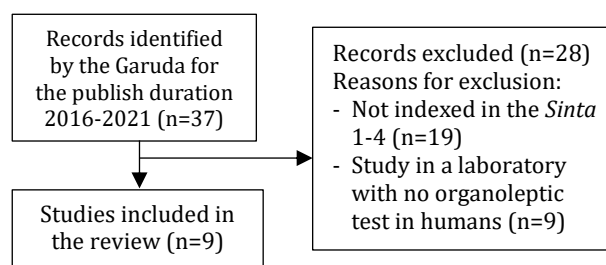 Records identified
by the Garuda for
the publish duration
2016-2021 (n=37)
Records excluded (n=28)
Reasons for exclusion:
- Not indexed in the Sinta
1-4 (n=19)
- Study in a laboratory
with no organoleptic
test in humans (n=9)
Studies included in
the review (n=9)